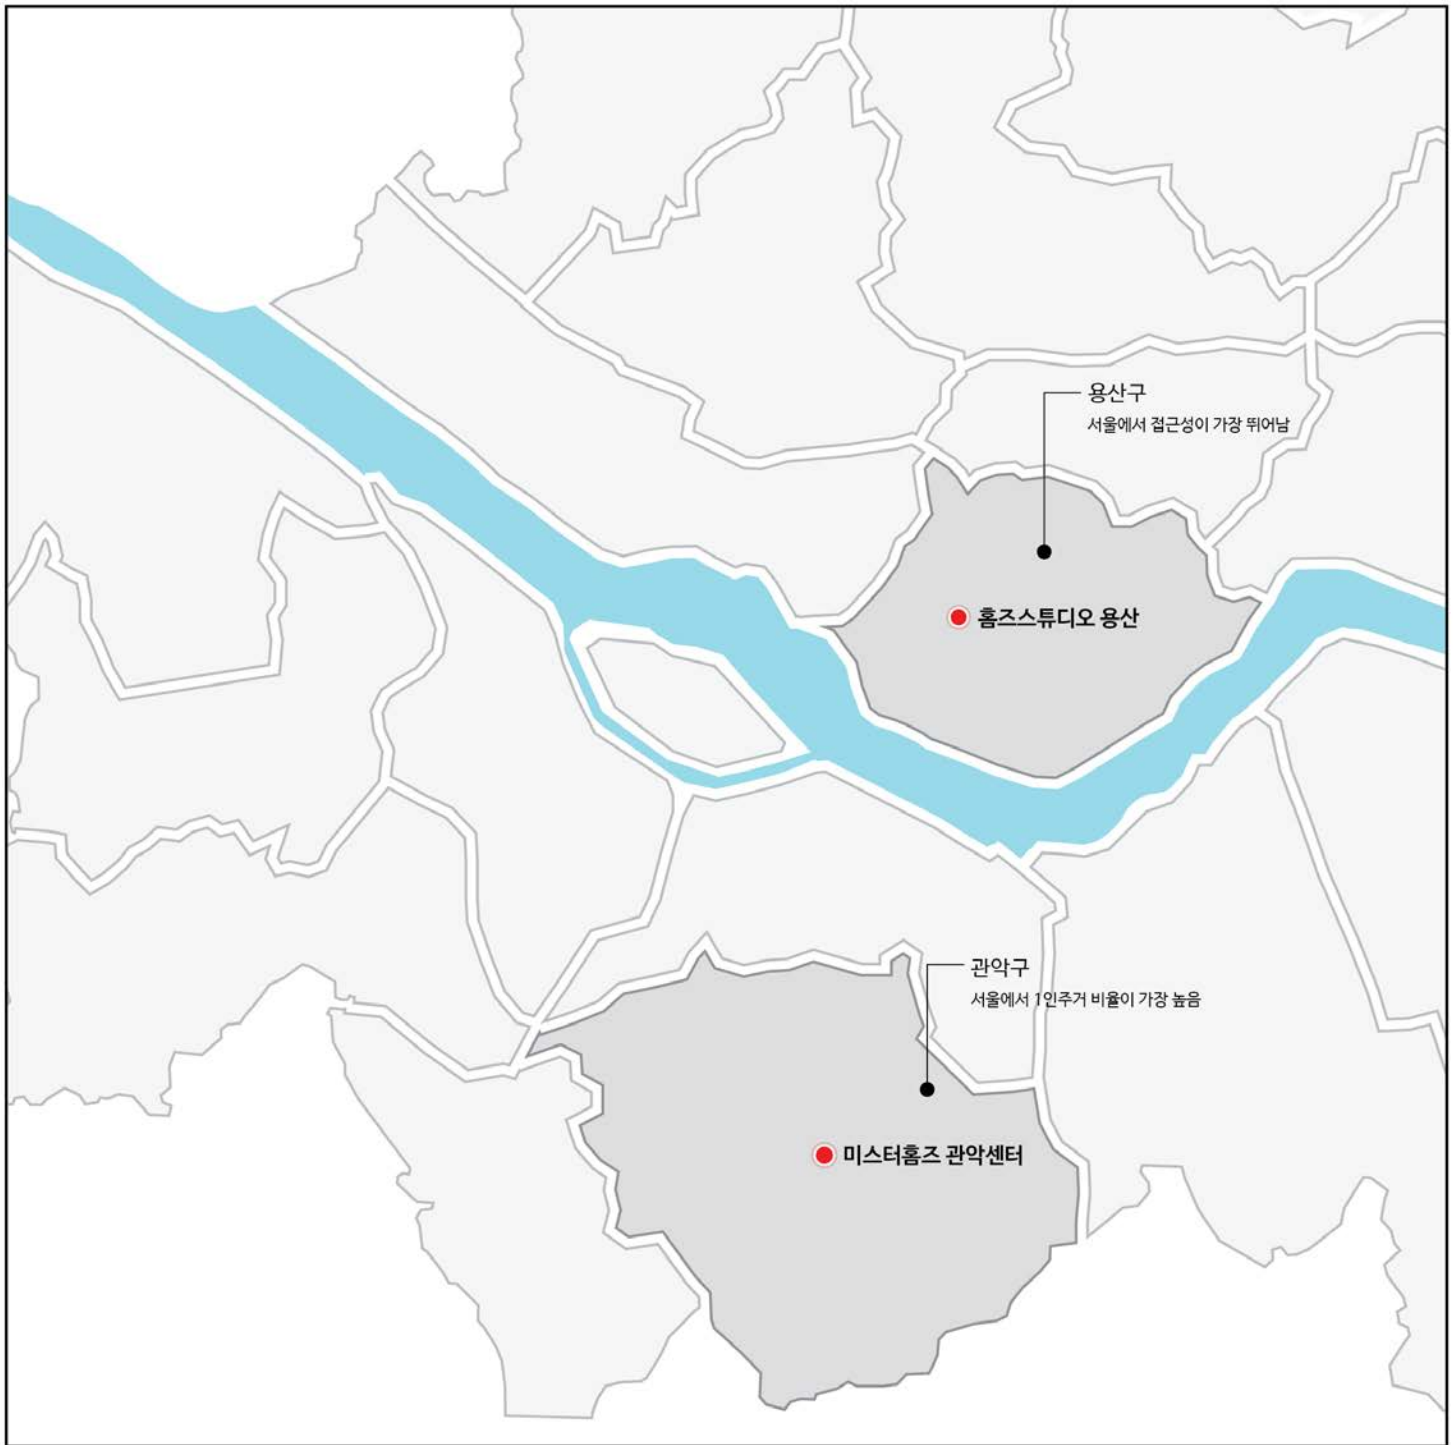 용산구
서울에서 접근성이 가장 뛰어남
홈즈스튜디오 용산
관악구
서울에서 1인주거 비율이 가장 높음
미스터홈즈 관악센터